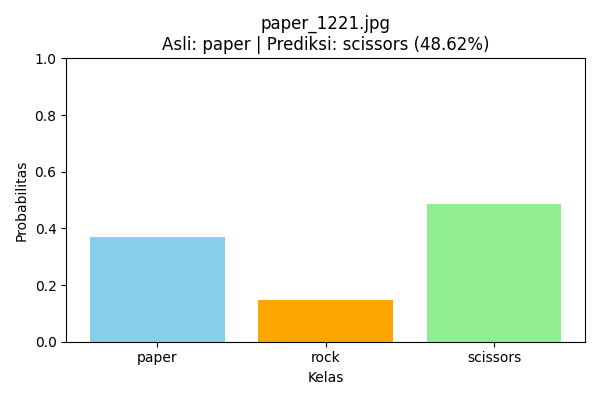 paper_1221.jpg
Asli: paper | Prediksi: scissors (48.62%)
1.0
0.8
0.6
0.4
0.2
0.0
Probabilitas
paper rock scissors
Kelas